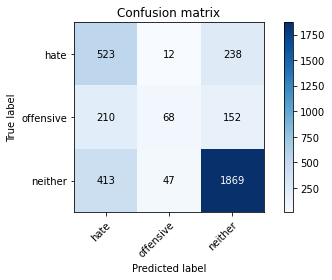 Confusion matrix
hate 523 12 238
offensive 210 68 152
neither 413 47 1869
hate offensive neither
True label
Predicted label
1750
1500
1250
1000
750
500
250